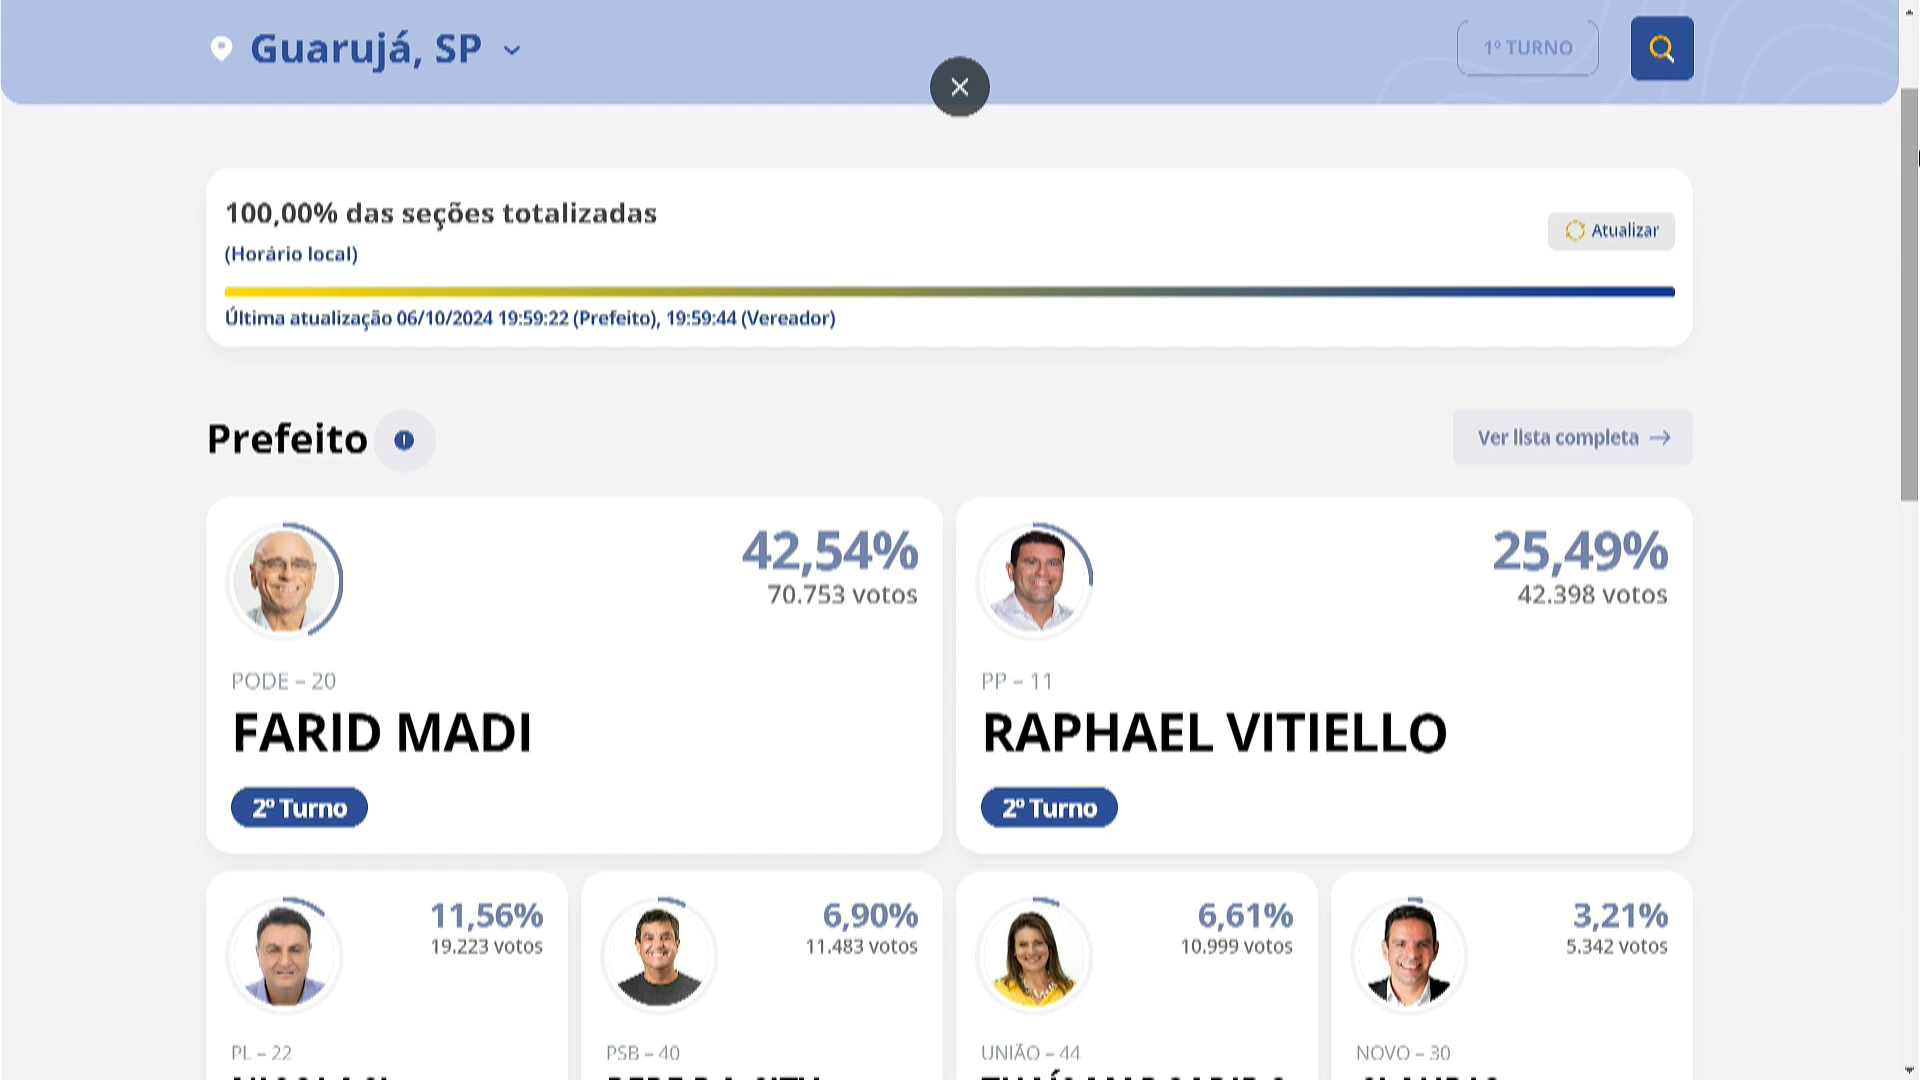 Guarujá, SP
1º TURNO
100,00% das seções totalizadas
(Horário local)
Atualizar
Última atualização 06/10/2024 19:59:22 (Prefeito), 19:59:44 (Vereador)
Prefeito
Ver lista completa
42,54%
70.753 votos
PODE – 20
FARID MADI
2º Turno
25,49%
42.398 votos
PP – 11
RAPHAEL VITIELLO
2º Turno
11,56%
19.223 votos
PL – 22
6,90%
11.483 votos
PSB – 40
6,61%
10.999 votos
UNIÃO – 44
3,21%
5.342 votos
NOVO – 30